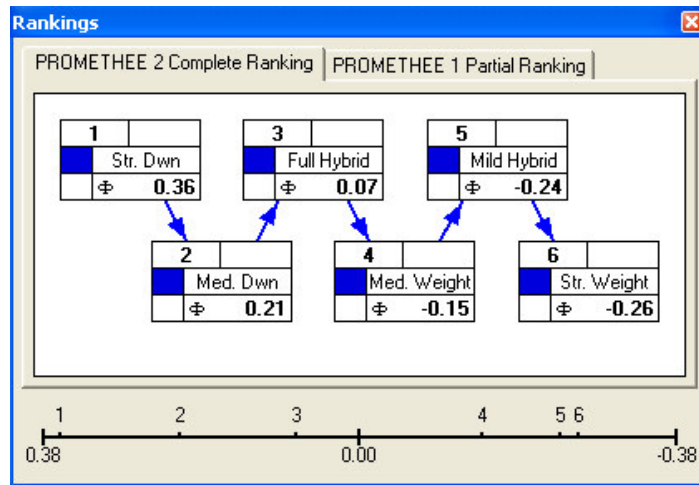 Rankings
PROMETHEE 2 Complete Ranking
PROMETHEE 1 Partial Ranking
1
Str. Dwn
Φ 0.36
3
Full Hybrid
Φ 0.07
5
Mild Hybrid
Φ -0.24
2
Med. Dwn
Φ 0.21
4
Med. Weight
Φ -0.15
6
Str. Weight
Φ -0.26
1 2 3 4 5 6
0.38 0.00 -0.38